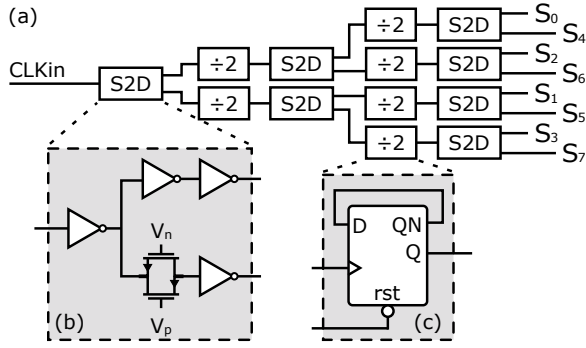 (a)
CLKin
S2D
÷2
S2D
÷2
S2D
S₀
S₄
÷2
S2D
S₂
S₆
÷2
S2D
÷2
S2D
S₁
S₅
÷2
S2D
S₃
S₇
Vₙ
Vₚ
(b)
D
QN
Q
rst
(c)